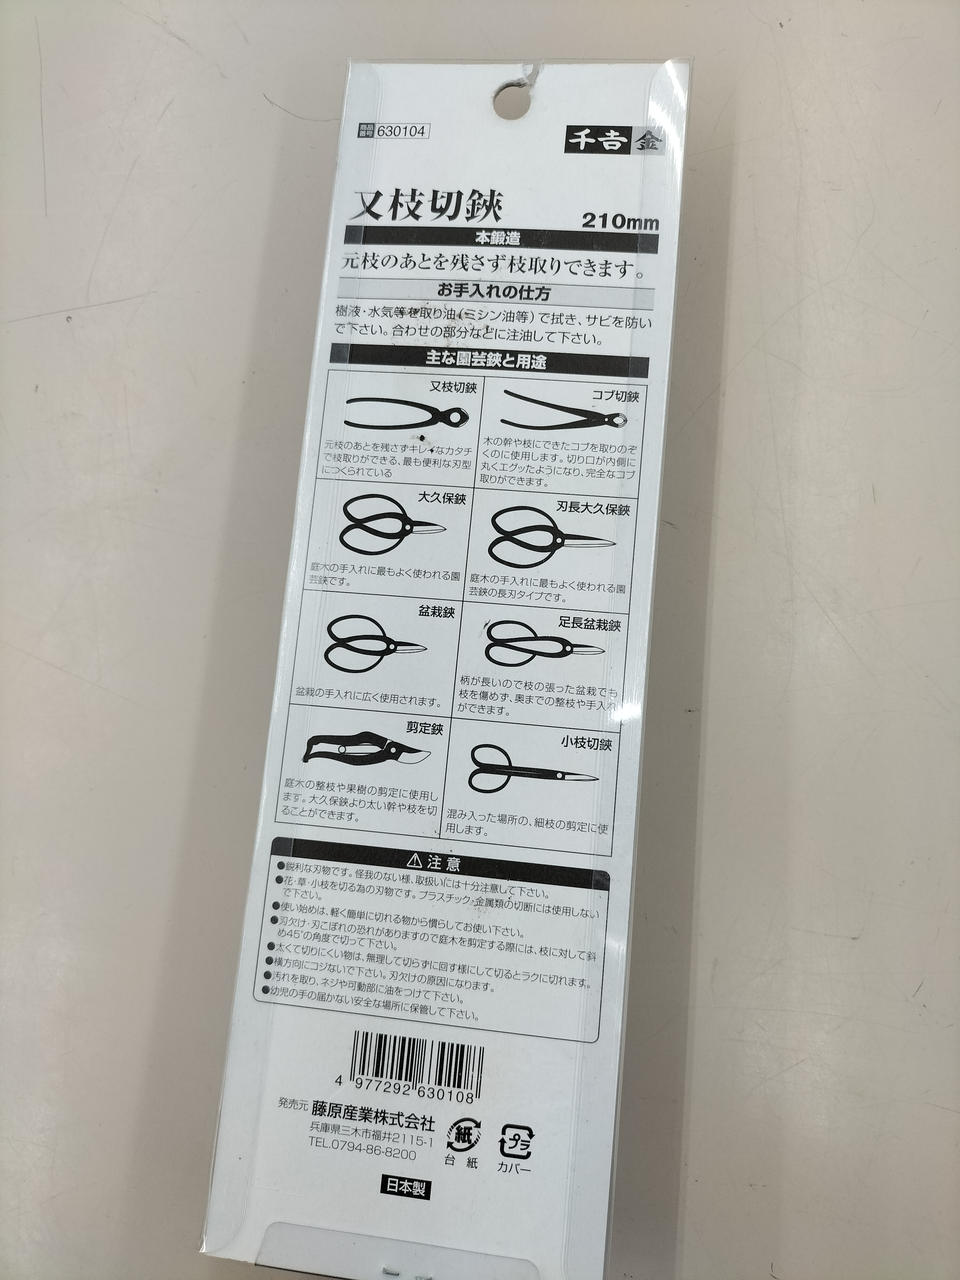 商品番号 630104
千吉 金
又枝切鋏 210mm
本鍛造
元枝のあとを残さず枝取りできます。
お手入れの仕方
樹液・水気等を取り油(ミシン油等)で拭き、サビを防い
で下さい。合わせの部分などに注油して下さい。
主な園芸鋏と用途
又枝切鋏
元枝のあとを残さずキレイなカタチ
で枝取りができる、最も便利な刃型
につくられている
コブ切鋏
木の幹や枝にできたコブを取りのぞ
くのに使用します。切り口が内側に
丸くエグッたようになり、完全なコブ
取りができます。
大久保鋏
庭木の手入れに最もよく使われる園
芸鋏です。
刃長大久保鋏
庭木の手入れに最もよく使われる園
芸鋏の長刃タイプです。
盆栽鋏
盆栽の手入れに広く使用されます。
足長盆栽鋏
柄が長いので枝の張った盆栽でも
枝を傷めず、奥までの整枝や手入れ
ができます。
剪定鋏
庭木の整枝や果樹の剪定に使用し
ます。大久保鋏より太い幹や枝を切
ることができます。
小枝切鋏
混み入った場所の、細枝の剪定に使
用します。
⚠注意
●鋭利な刃物です。怪我のない様、取扱いには十分注意して下さい。
●花・草・小枝を切る為の刃物です。プラスチック・金属類の切断には使用しない
で下さい。
●使い始めは、軽く簡単に切れる物から慣らしてお使い下さい。
●刃欠け・刃こぼれの恐れがありますので庭木を剪定する際には、枝に対して斜
め45°の角度で切って下さい。
●太くて切りにくい物は、無理して切らずに回す様にして切るとラクに切れます。
●横方向にコジないで下さい。刃欠けの原因になります。
●汚れを取り、ネジや可動部に油をつけて下さい。
●幼児の手の届かない安全な場所に保管して下さい。
4 977292 630108
発売元 藤原産業株式会社
兵庫県三木市福井2115-1
TEL.0794-86-8200
紙
台紙
プラ
カバー
日本製